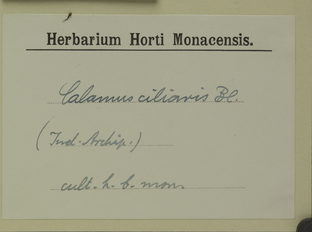 Herbarium Horti Monacensis.
Calamus ciliaris Bl.
(Ind. Archip.)
cult. h. b. mon.